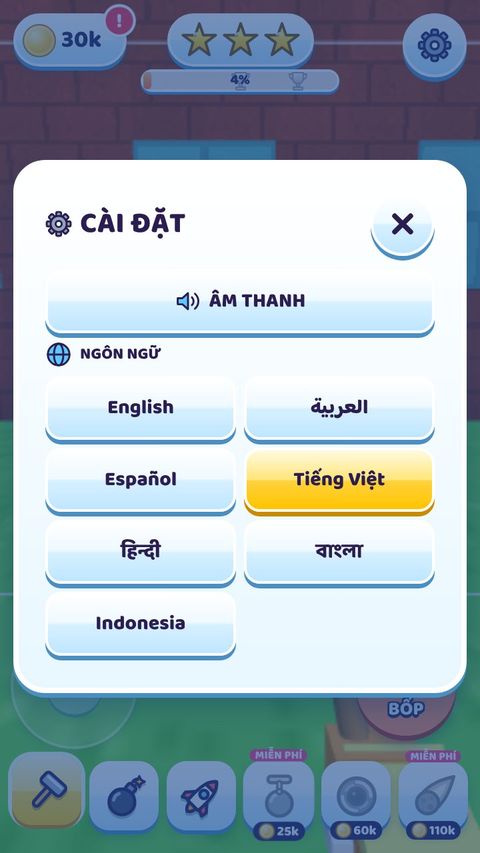 30k
!
4%
CÀI ĐẶT
ÂM THANH
NGÔN NGỮ
English
العربية
Español
Tiếng Việt
हिन्दी
বাংলা
Indonesia
BỐP
MIỄN PHÍ
MIỄN PHÍ
25k
60k
110k